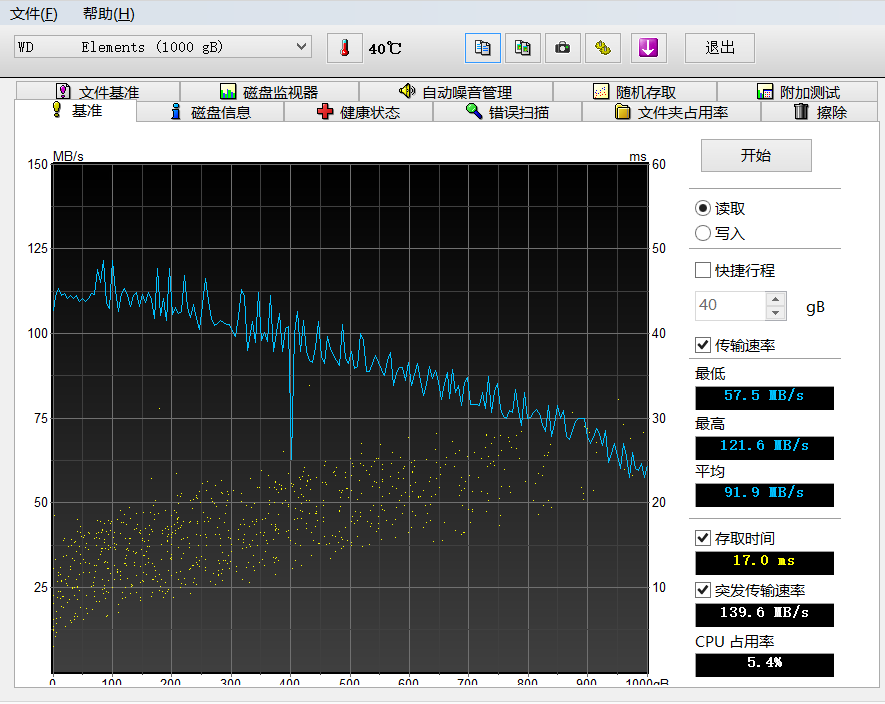 文件(F) 帮助(H)
WD Elements (1000 gB) 40℃ 退出
文件基准 磁盘监视器 自动噪音管理 随机存取 附加测试
基准 磁盘信息 健康状态 错误扫描 文件夹占用率 擦除
MB/s ms
150 60
125 50
100 40
75 30
50 20
25 10
0 100 200 300 400 500 600 700 800 900 1000gB
开始
读取
写入
快捷行程
40 gB
传输速率
最低
57.5 MB/s
最高
121.6 MB/s
平均
91.9 MB/s
存取时间
17.0 ms
突发传输速率
139.6 MB/s
CPU 占用率
5.4%